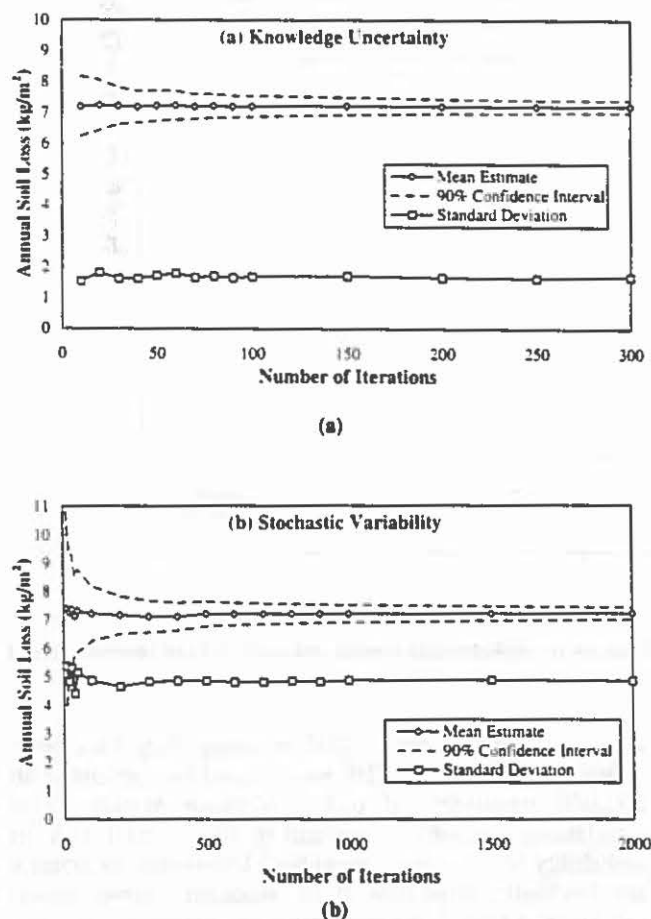 10
9
8
7
6
5
4
3
2
1
0
Annual Soil Loss (kg/m²)
(a) Knowledge Uncertainty
Mean Estimate
90% Confidence Interval
Standard Deviation
0 50 100 150 200 250 300
Number of Iterations
(a)
11
10
9
8
7
6
5
4
3
2
1
0
Annual Soil Loss (kg/m²)
(b) Stochastic Variability
Mean Estimate
90% Confidence Interval
Standard Deviation
0 500 1000 1500 2000
Number of Iterations
(b)